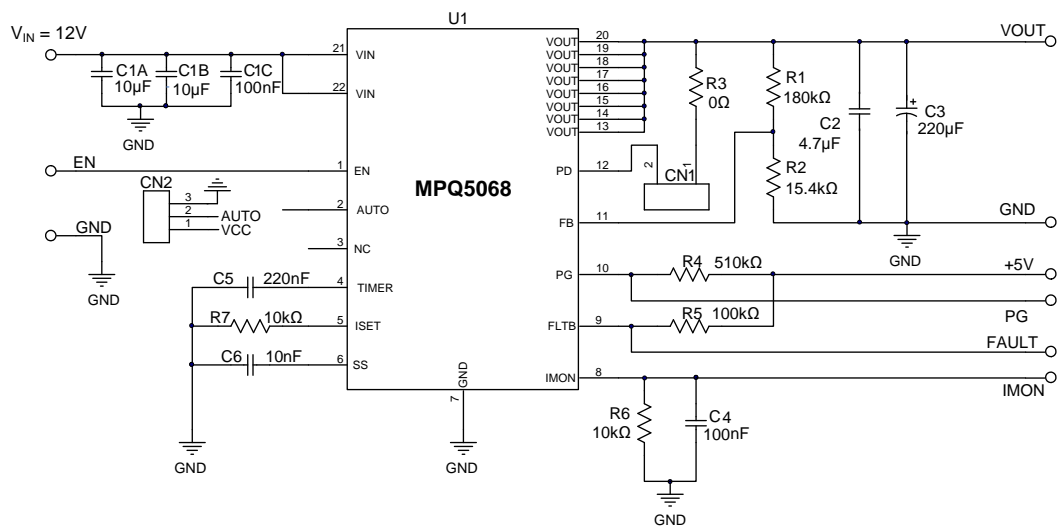 U1
V_IN = 12V
C1A
10µF
C1B
10µF
C1C
100nF
GND
21 VIN
22 VIN
EN
1 EN
CN2
3
2 AUTO
1 VCC
2 AUTO
GND
GND
3 NC
C5 220nF
4 TIMER
R7 10kΩ
5 ISET
C6 10nF
6 SS
GND
MPQ5068
GND
7
GND
VOUT 20
VOUT 19
VOUT 18
VOUT 17
VOUT 16
VOUT 15
VOUT 14
VOUT 13
VOUT
R3
0Ω
R1
180kΩ
C2
4.7µF
+
C3
220µF
PD 12
2
1
CN1
R2
15.4kΩ
FB 11
GND
GND
PG 10
R4 510kΩ
+5V
PG
FLTB 9
R5 100kΩ
FAULT
IMON 8
IMON
R6
10kΩ
C4
100nF
GND